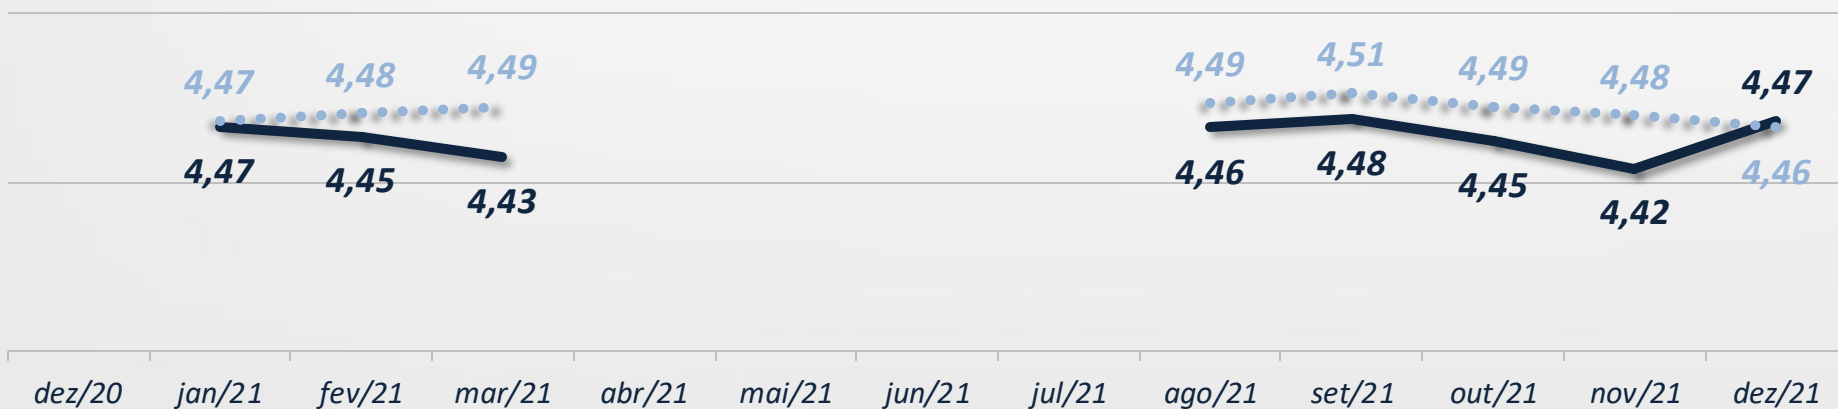 4,47 4,48 4,49 4,49 4,51 4,49 4,48 4,47
4,47 4,45 4,43 4,46 4,48 4,45 4,42 4,46
dez/20 jan/21 fev/21 mar/21 abr/21 mai/21 jun/21 jul/21 ago/21 set/21 out/21 nov/21 dez/21